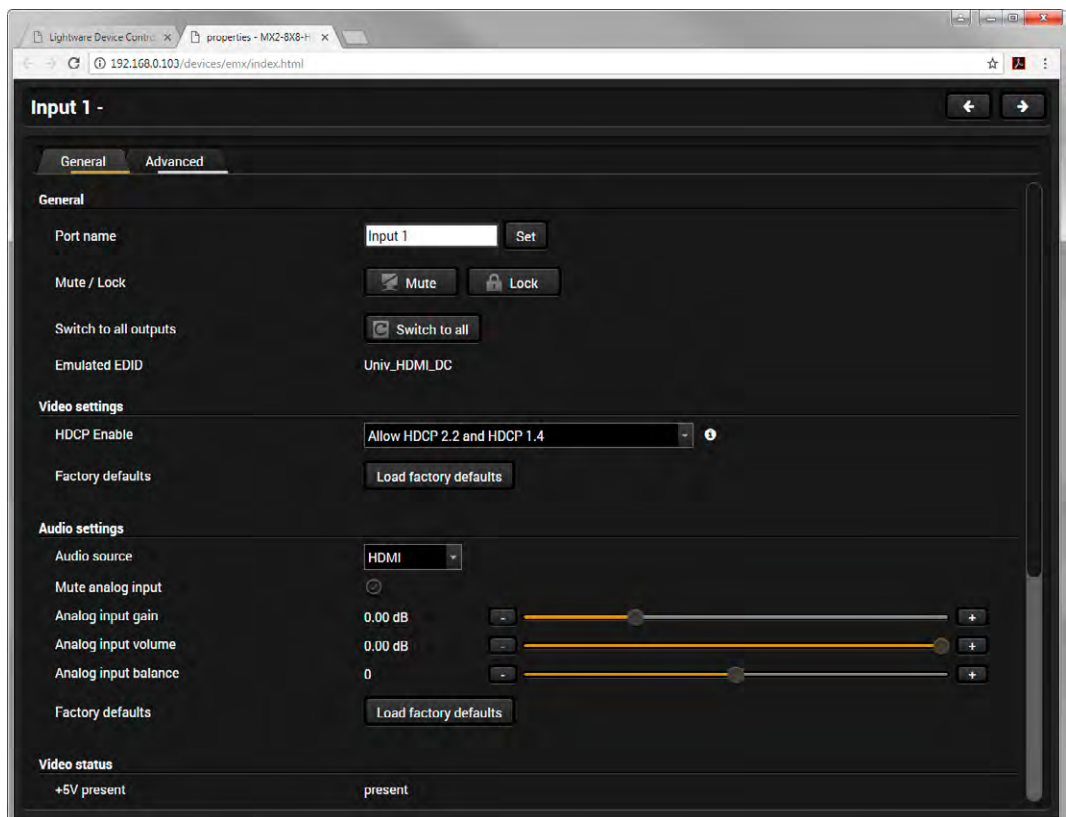 Lightware Device Contro
properties - MX2-8X8-H
192.168.0.103/devices/emx/index.html
Input 1 -
General Advanced
General
Port name Input 1 Set
Mute / Lock Mute Lock
Switch to all outputs Switch to all
Emulated EDID Univ_HDMI_DC
Video settings
HDCP Enable Allow HDCP 2.2 and HDCP 1.4
Factory defaults Load factory defaults
Audio settings
Audio source HDMI
Mute analog input
Analog input gain 0.00 dB - +
Analog input volume 0.00 dB - +
Analog input balance 0 - +
Factory defaults Load factory defaults
Video status
+5V present present